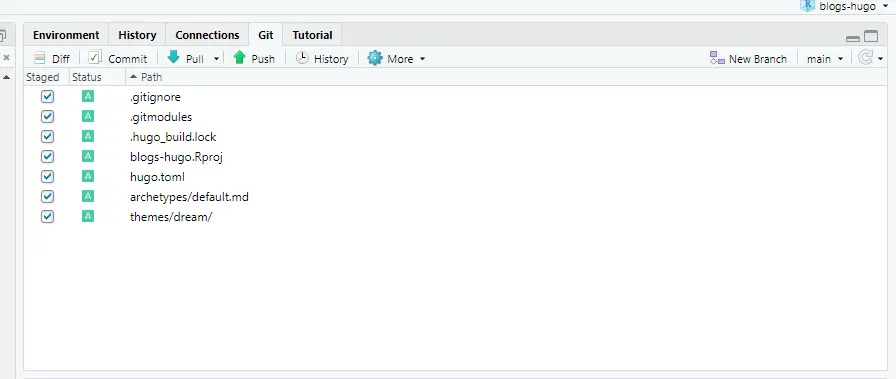 blogs-hugo
Environment History Connections Git Tutorial
Diff Commit Pull Push History More New Branch main
Staged Status Path
A .gitignore
A .gitmodules
A .hugo_build.lock
A blogs-hugo.Rproj
A hugo.toml
A archetypes/default.md
A themes/dream/